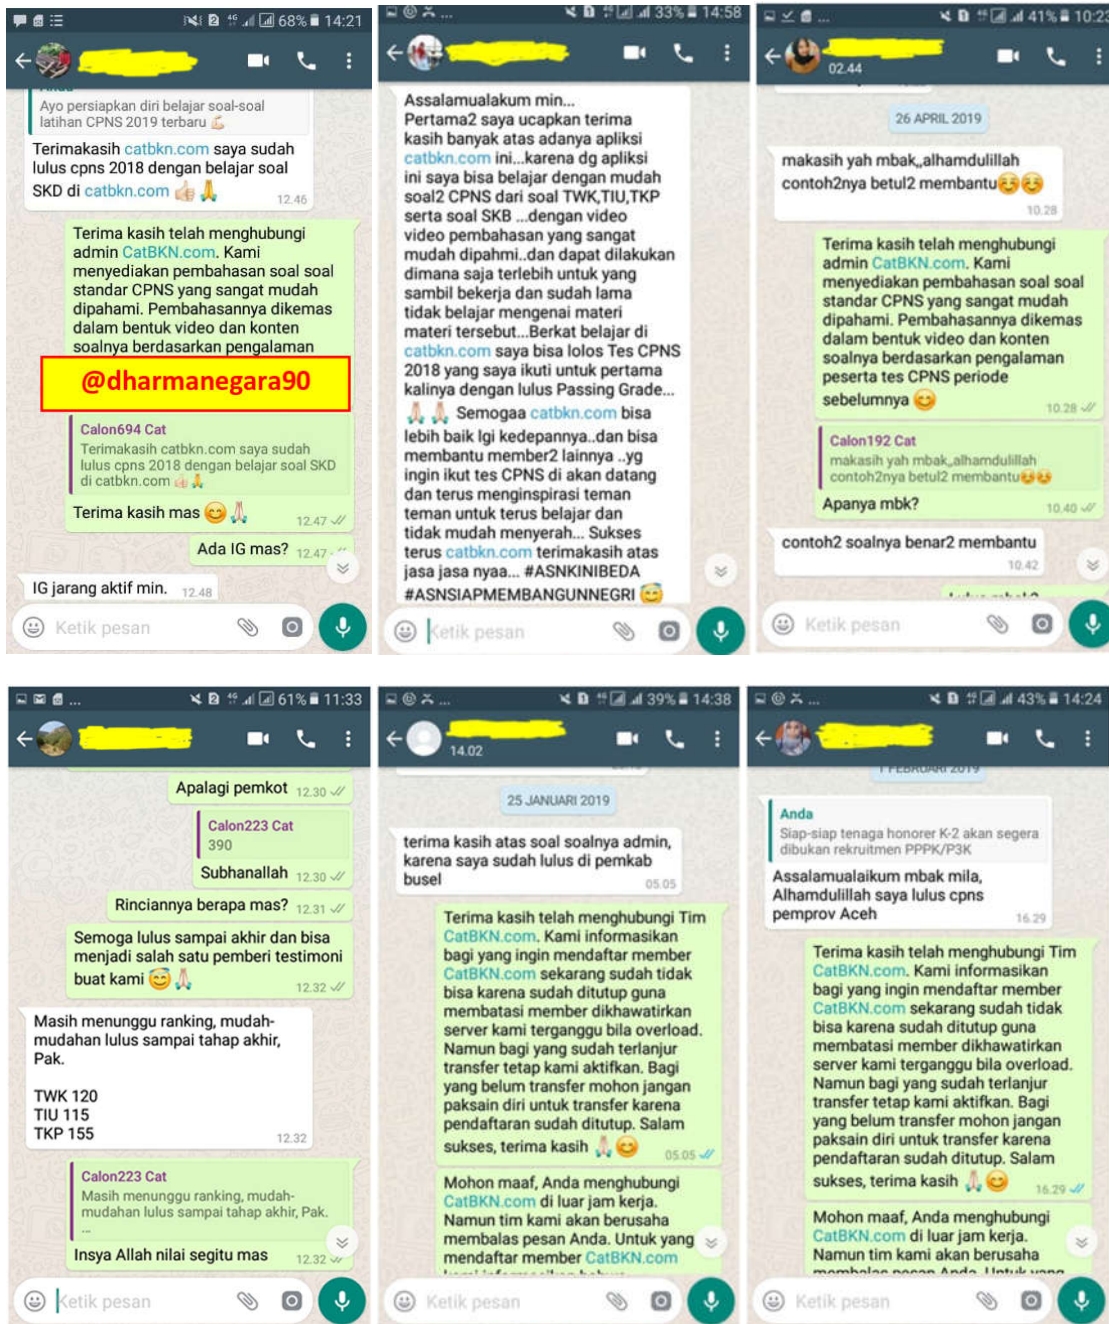 68% 14:21
Anda
Ayo persiapkan diri belajar soal-soal
latihan CPNS 2019 terbaru 💪
Terimakasih catbkn.com saya sudah
lulus cpns 2018 dengan belajar soal
SKD di catbkn.com 👍🙏
12.46
Terima kasih telah menghubungi
admin CatBKN.com. Kami
menyediakan pembahasan soal soal
standar CPNS yang sangat mudah
dipahami. Pembahasannya dikemas
dalam bentuk video dan konten
soalnya berdasarkan pengalaman
@dharmanegara90
Calon694 Cat
Terimakasih catbkn.com saya sudah
lulus cpns 2018 dengan belajar soal SKD
di catbkn.com 👍🙏
Terima kasih mas 😊🙏
12.47
Ada IG mas? 12.47
IG jarang aktif min. 12.48
Ketik pesan
33% 14:58
Assalamualakum min...
Pertama2 saya ucapkan terima
kasih banyak atas adanya apliksi
catbkn.com ini...karena dg apliksi
ini saya bisa belajar dengan mudah
soal2 CPNS dari soal TWK,TIU,TKP
serta soal SKB ...dengan video
video pembahasan yang sangat
mudah dipahmi..dan dapat dilakukan
dimana saja terlebih untuk yang
sambil bekerja dan sudah lama
tidak belajar mengenai materi
materi tersebut...Berkat belajar di
catbkn.com saya bisa lolos Tes CPNS
2018 yang saya ikuti untuk pertama
kalinya dengan lulus Passing Grade...
🙏🙏 Semogaa catbkn.com bisa
lebih baik lgi kedepannya..dan bisa
membantu member2 lainnya ..yg
ingin ikut tes CPNS di akan datang
dan terus menginspirasi teman
teman untuk terus belajar dan
tidak mudah menyerah... Sukses
terus catbkn.com terimakasih atas
jasa jasa nyaa... #ASNKINIBEDA
#ASNSIAPMEMBANGUNNEGRI 😇
Ketik pesan
41% 10:23
02.44
26 APRIL 2019
makasih yah mbak,,alhamdulillah
contoh2nya betul2 membantu☺️☺️
10.28
Terima kasih telah menghubungi
admin CatBKN.com. Kami
menyediakan pembahasan soal soal
standar CPNS yang sangat mudah
dipahami. Pembahasannya dikemas
dalam bentuk video dan konten
soalnya berdasarkan pengalaman
peserta tes CPNS periode
sebelumnya 😊
10.28
Calon192 Cat
makasih yah mbak,,alhamdulillah
contoh2nya betul2 membantu☺️☺️
Apanya mbk?
10.40
contoh2 soalnya benar2 membantu
10.42
Ketik pesan
61% 11:33
Apalagi pemkot 12.30
Calon223 Cat
390
Subhanallah 12.30
Rinciannya berapa mas? 12.31
Semoga lulus sampai akhir dan bisa
menjadi salah satu pemberi testimoni
buat kami 😇🙏
12.32
Masih menunggu ranking, mudah-
mudahan lulus sampai tahap akhir,
Pak.
TWK 120
TIU 115
TKP 155
12.32
Calon223 Cat
Masih menunggu ranking, mudah-
mudahan lulus sampai tahap akhir, Pak.
...
Insya Allah nilai segitu mas 12.32
Ketik pesan
39% 14:38
14.02
25 JANUARI 2019
terima kasih atas soal soalnya admin,
karena saya sudah lulus di pemkab
busel
05.05
Terima kasih telah menghubungi Tim
CatBKN.com. Kami informasikan
bagi yang ingin mendaftar member
CatBKN.com sekarang sudah tidak
bisa karena sudah ditutup guna
membatasi member dikhawatirkan
server kami terganggu bila overload.
Namun bagi yang sudah terlanjur
transfer tetap kami aktifkan. Bagi
yang belum transfer mohon jangan
paksain diri untuk transfer karena
pendaftaran sudah ditutup. Salam
sukses, terima kasih 🙏😊
05.05
Mohon maaf, Anda menghubungi
CatBKN.com di luar jam kerja.
Namun tim kami akan berusaha
membalas pesan Anda. Untuk yang
mendaftar member CatBKN.com
kami informasikan bahwa
Ketik pesan
43% 14:24
1 FEBRUARI 2019
Anda
Siap-siap tenaga honorer K-2 akan segera
dibukan rekruitmen PPPK/P3K
Assalamualaikum mbak mila,
Alhamdulillah saya lulus cpns
pemprov Aceh
16.29
Terima kasih telah menghubungi Tim
CatBKN.com. Kami informasikan
bagi yang ingin mendaftar member
CatBKN.com sekarang sudah tidak
bisa karena sudah ditutup guna
membatasi member dikhawatirkan
server kami terganggu bila overload.
Namun bagi yang sudah terlanjur
transfer tetap kami aktifkan. Bagi
yang belum transfer mohon jangan
paksain diri untuk transfer karena
pendaftaran sudah ditutup. Salam
sukses, terima kasih 🙏😊
16.29
Mohon maaf, Anda menghubungi
CatBKN.com di luar jam kerja.
Namun tim kami akan berusaha
membalas pesan Anda. Untuk yang
Ketik pesan